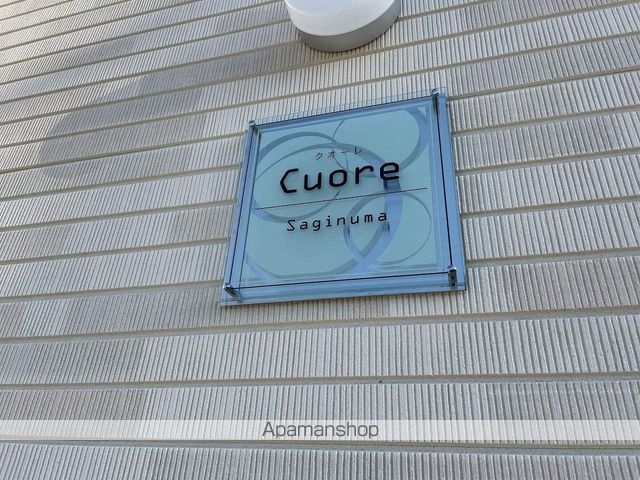 クオーレ
Cuore
Saginuma
Apamanshop